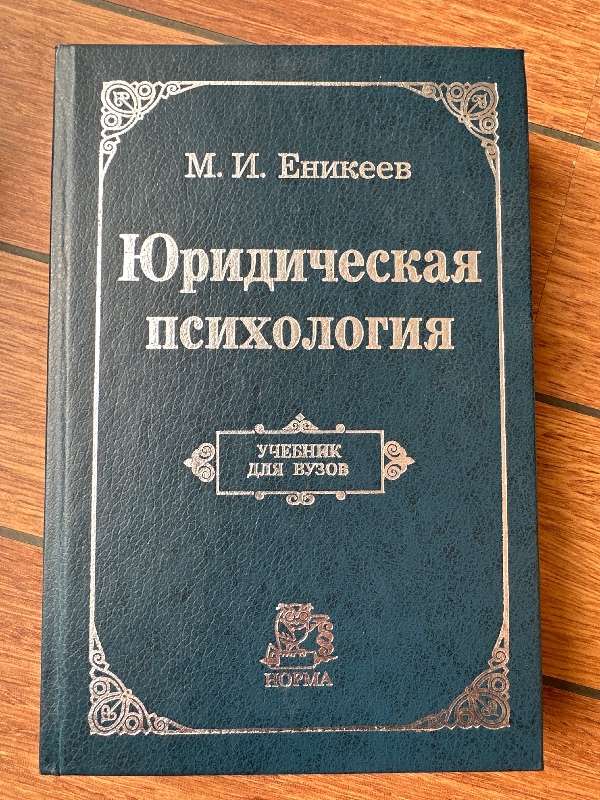 М. И. Еникеев
Юридическая
психология
УЧЕБНИК
ДЛЯ ВУЗОВ
НОРМА